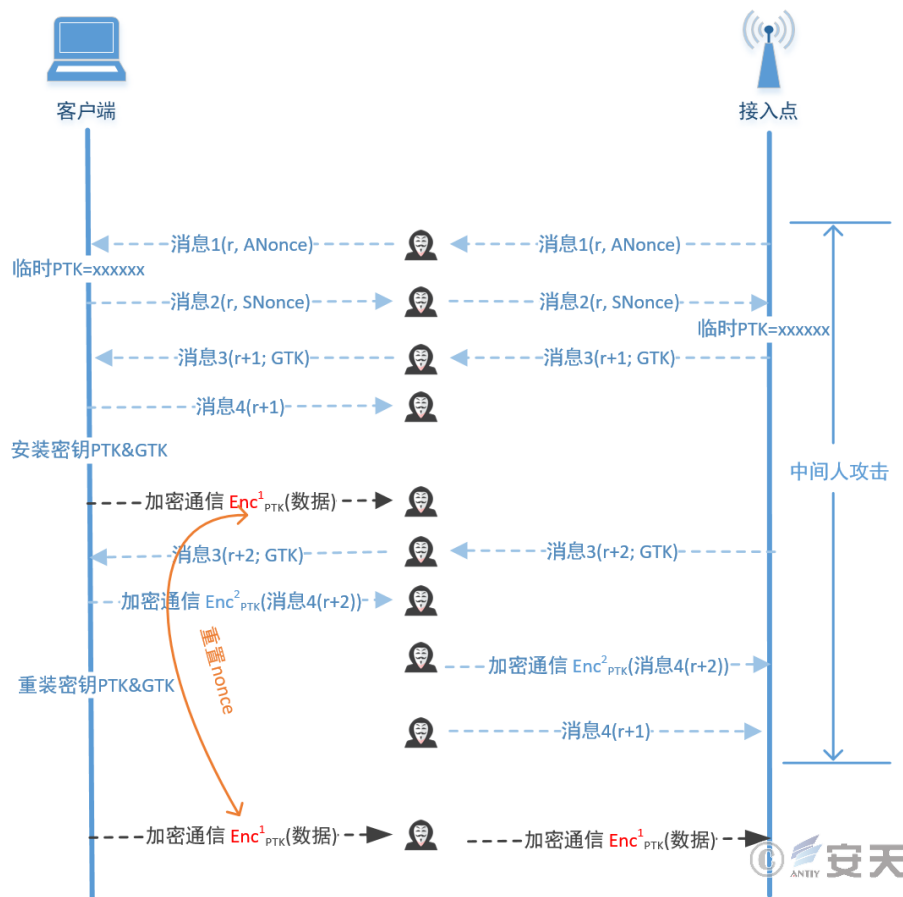 客户端
接入点
消息1(r, ANonce)
消息1(r, ANonce)
临时PTK=xxxxxx
消息2(r, SNonce)
消息2(r, SNonce)
临时PTK=xxxxxx
消息3(r+1; GTK)
消息3(r+1; GTK)
消息4(r+1)
安装密钥PTK&GTK
中间人攻击
加密通信 Enc¹PTK(数据)
消息3(r+2; GTK)
消息3(r+2; GTK)
加密通信 Enc²PTK(消息4(r+2))
重置nonce
加密通信 Enc²PTK(消息4(r+2))
重装密钥PTK&GTK
消息4(r+1)
加密通信 Enc¹PTK(数据)
加密通信 Enc¹PTK(数据)
© ANTIY 安天